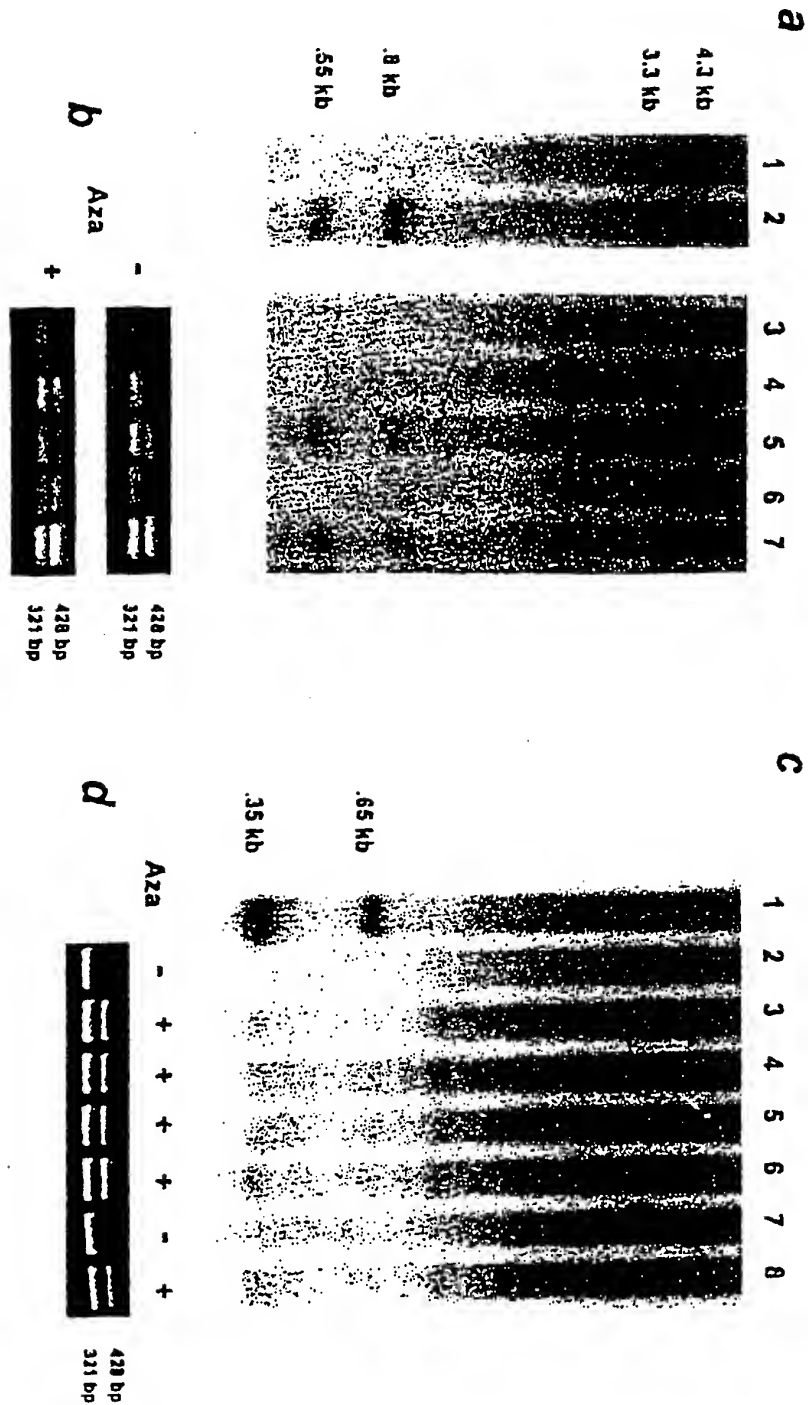 a
4.3 kb
3.3 kb
.8 kb
.55 kb
1 2 3 4 5 6 7
b
Aza
-
+
428 bp
321 bp
428 bp
321 bp
c
.65 kb
.35 kb
1 2 3 4 5 6 7 8
d
Aza
- + + + + - +
428 bp
321 bp